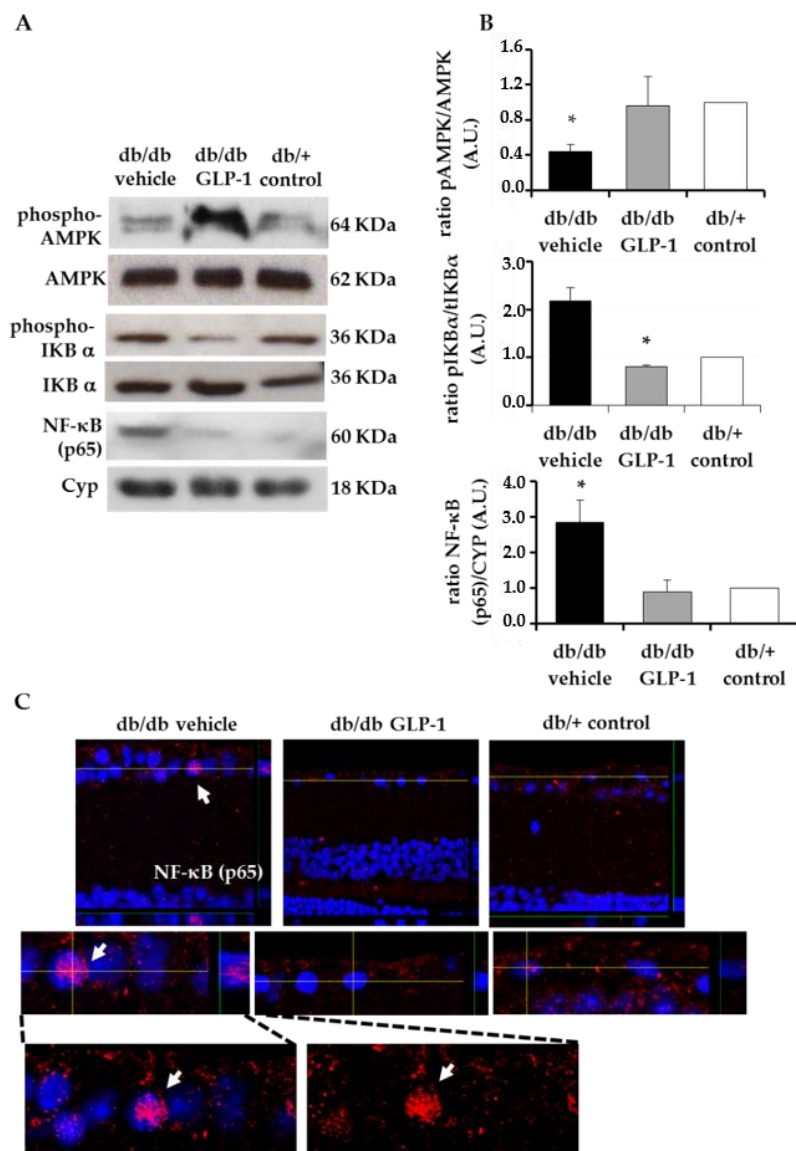 A
db/db db/db db/+
vehicle GLP-1 control
phospho-
AMPK
64 KDa
AMPK
62 KDa
phospho-
IKB α
36 KDa
IKB α
36 KDa
NF-κB
(p65)
60 KDa
Cyp
18 KDa
B
ratio pAMPK/AMPK
(A.U.)
1.6
1.2
0.8
0.4
0.0
*
db/db db/db db/+
vehicle GLP-1 control
ratio pIKBα/tIKBα
(A.U.)
3.0
2.0
1.0
0.0
*
db/db db/db db/+
vehicle GLP-1 control
ratio NF-κB
(p65)/CYP (A.U.)
4.0
3.0
2.0
1.0
0.0
*
db/db db/db db/+
vehicle GLP-1 control
C
db/db vehicle db/db GLP-1 db/+ control
NF-κB (p65)